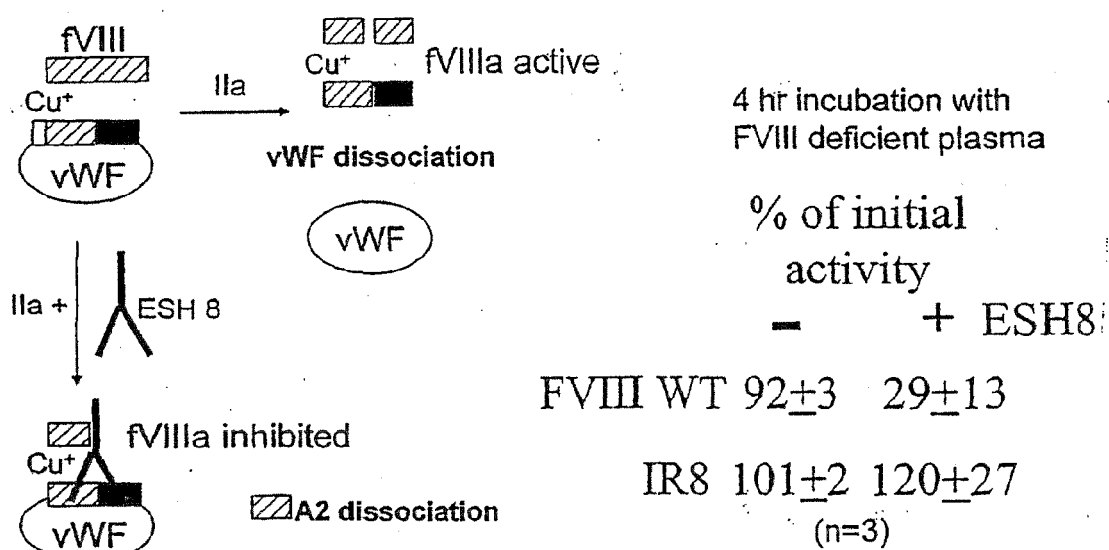 fVIII
Cu+
vWF
IIa
Cu+
fVIIIa active
vWF dissociation
vWF
IIa +
ESH 8
fVIIIa inhibited
Cu+
vWF
A2 dissociation
4 hr incubation with
FVIII deficient plasma
% of initial
activity
- + ESH8
FVIII WT 92±3 29±13
IR8 101±2 120±27
(n=3)